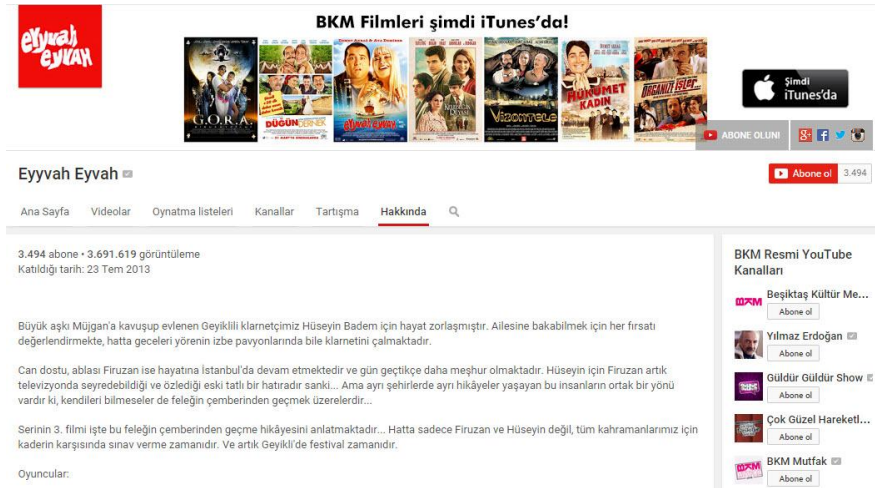 eyyvah
eyvah
BKM Filmleri şimdi iTunes'da!
G.O.R.A.
DÜĞÜN DERNEK
eyyvah eyvah
VİZONTELE
HÜKÜMET
KADIN
ORGANİZE İŞLER
Şimdi
iTunes'da
ABONE OLUN!
Eyyvah Eyvah
Abone ol 3.494
Ana Sayfa Videolar Oynatma listeleri Kanallar Tartışma Hakkında
3.494 abone • 3.691.619 görüntüleme
Katıldığı tarih: 23 Tem 2013
Büyük aşkı Müjgan'a kavuşup evlenen Geyiklili klarnetçimiz Hüseyin Badem için hayat zorlaşmıştır. Ailesine bakabilmek için her fırsatı
değerlendirmekte, hatta geceleri yörenin izbe pavyonlarında bile klarnetini çalmaktadır.
Can dostu, ablası Firuzan ise hayatına İstanbul'da devam etmektedir ve gün geçtikçe daha meşhur olmaktadır. Hüseyin için Firuzan artık
televizyonda seyredebildiği ve özlediği eski tatlı bir hatıradır sanki... Ama ayrı şehirlerde ayrı hikâyeler yaşayan bu insanların ortak bir yönü
vardır ki, kendileri bilmeseler de feleğin çemberinden geçmek üzerelerdir...
Serinin 3. filmi işte bu feleğin çemberinden geçme hikâyesini anlatmaktadır... Hatta sadece Firuzan ve Hüseyin değil, tüm kahramanlarımız için
kaderin karşısında sınav verme zamanıdır. Ve artık Geyikli'de festival zamanıdır.
Oyuncular:
BKM Resmi YouTube
Kanalları
BKM
Beşiktaş Kültür Me...
Abone ol
Yılmaz Erdoğan
Abone ol
Güldür Güldür Show
Abone ol
Çok Güzel Hareketl...
Abone ol
BKM
BKM Mutfak
Abone ol